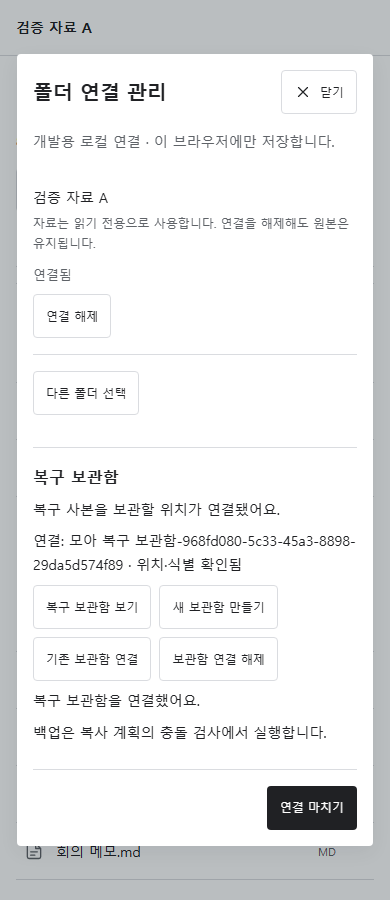 검증 자료 A
폴더 연결 관리
닫기
개발용 로컬 연결 · 이 브라우저에만 저장합니다.
검증 자료 A
자료는 읽기 전용으로 사용합니다. 연결을 해제해도 원본은
유지됩니다.
연결됨
연결 해제
다른 폴더 선택
복구 보관함
복구 사본을 보관할 위치가 연결됐어요.
연결: 모아 복구 보관함-968fd080-5c33-45a3-8898-
29da5d574f89 · 위치·식별 확인됨
복구 보관함 보기
새 보관함 만들기
기존 보관함 연결
보관함 연결 해제
복구 보관함을 연결했어요.
백업은 복사 계획의 충돌 검사에서 실행합니다.
연결 마치기
회의 메모.md
MD